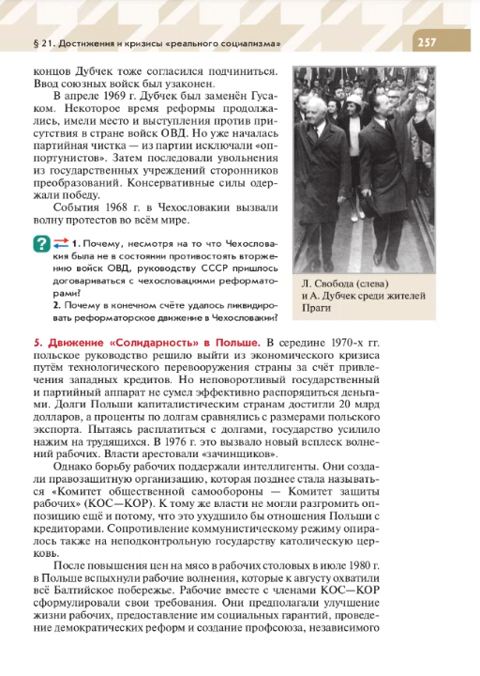 § 21. Достижения и кризисы «реального социализма»
257
концов Дубчек тоже согласился подчиниться.
Ввод союзных войск был узаконен.
В апреле 1969 г. Дубчек был заменён Гуса-
ком. Некоторое время реформы продолжа-
лись, имели место и выступления против при-
сутствия в стране войск ОВД. Но уже началась
партийная чистка — из партии исключали «оп-
портунистов». Затем последовали увольнения
из государственных учреждений сторонников
преобразований. Консервативные силы одер-
жали победу.
События 1968 г. в Чехословакии вызвали
волну протестов во всём мире.
? 1. Почему, несмотря на то что Чехослова-
кия была не в состоянии противостоять вторже-
нию войск ОВД, руководству СССР пришлось
договариваться с чехословацкими реформато-
рами?
2. Почему в конечном счёте удалось ликвидиро-
вать реформаторское движение в Чехословакии?
Л. Свобода (слева)
и А. Дубчек среди жителей
Праги
5. Движение «Солидарность» в Польше. В середине 1970-х гг.
польское руководство решило выйти из экономического кризиса
путём технологического перевооружения страны за счёт привле-
чения западных кредитов. Но неповоротливый государственный
и партийный аппарат не сумел эффективно распорядиться деньга-
ми. Долги Польши капиталистическим странам достигли 20 млрд
долларов, а проценты по долгам сравнялись с размерами польского
экспорта. Пытаясь расплатиться с долгами, государство усилило
нажим на трудящихся. В 1976 г. это вызвало новый всплеск волне-
ний рабочих. Власти арестовали «зачинщиков».
Однако борьбу рабочих поддержали интеллигенты. Они созда-
ли правозащитную организацию, которая позднее стала называть-
ся «Комитет общественной самообороны — Комитет защиты
рабочих» (КОС—КОР). К тому же власти не могли разгромить оп-
позицию ещё и потому, что это ухудшило бы отношения Польши с
кредиторами. Сопротивление коммунистическому режиму опира-
лось также на неподконтрольную государству католическую цер-
ковь.
После повышения цен на мясо в рабочих столовых в июле 1980 г.
в Польше вспыхнули рабочие волнения, которые к августу охватили
всё Балтийское побережье. Рабочие вместе с членами КОС—КОР
сформулировали свои требования. Они предполагали улучшение
жизни рабочих, предоставление им социальных гарантий, проведе-
ние демократических реформ и создание профсоюза, независимого